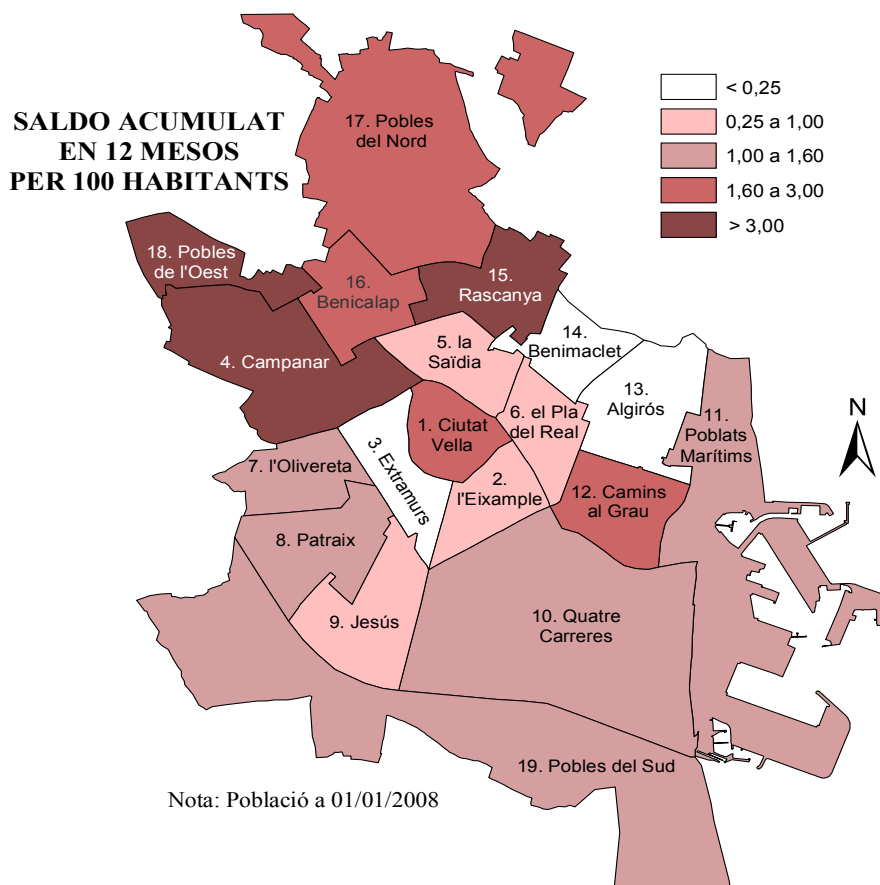 SALDO ACUMULAT
EN 12 MESOS
PER 100 HABITANTS
< 0,25
0,25 a 1,00
1,00 a 1,60
1,60 a 3,00
> 3,00
17. Pobles
del Nord
18. Pobles
de l'Oest
16.
Benicalap
15.
Rascanya
14.
Benimaclet
5. la
Saïdia
4. Campanar
13.
Algirós
11.
Poblats
Marítims
N
6. el Pla
del Real
1. Ciutat
Vella
3. Extramurs
7. l'Olivereta
2.
l'Eixample
12. Camins
al Grau
8. Patraix
9. Jesús
10. Quatre
Carreres
19. Pobles del Sud
Nota: Població a 01/01/2008